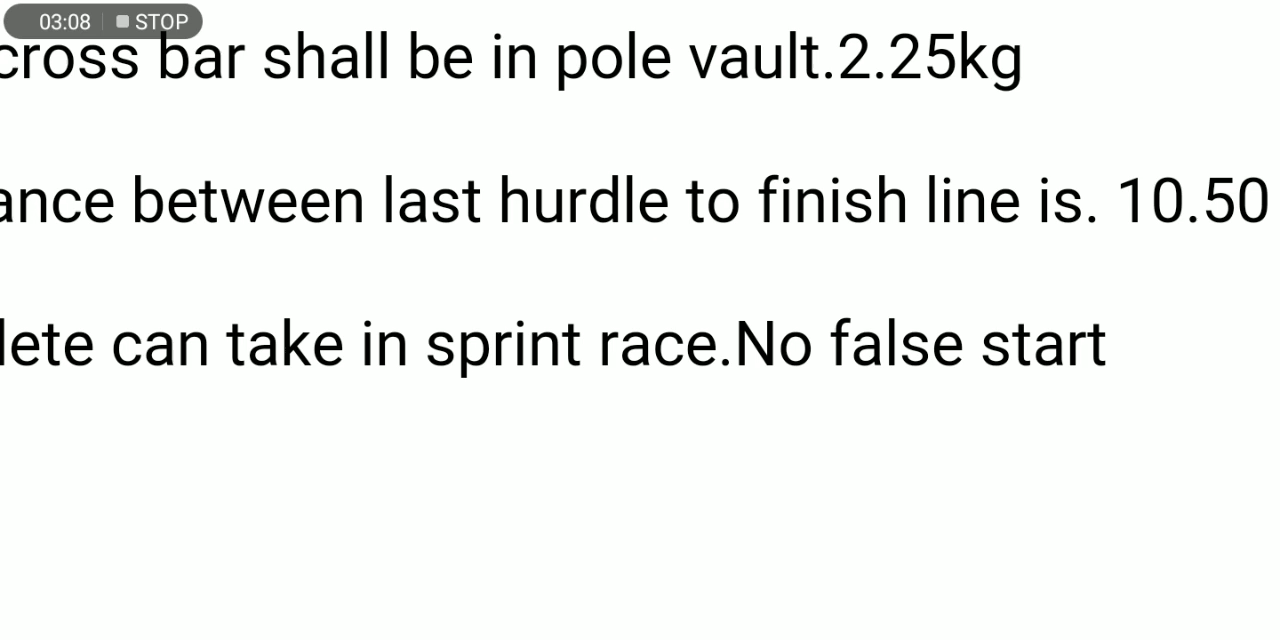 03:08 STOP
cross bar shall be in pole vault.2.25kg
ance between last hurdle to finish line is. 10.50
lete can take in sprint race.No false start